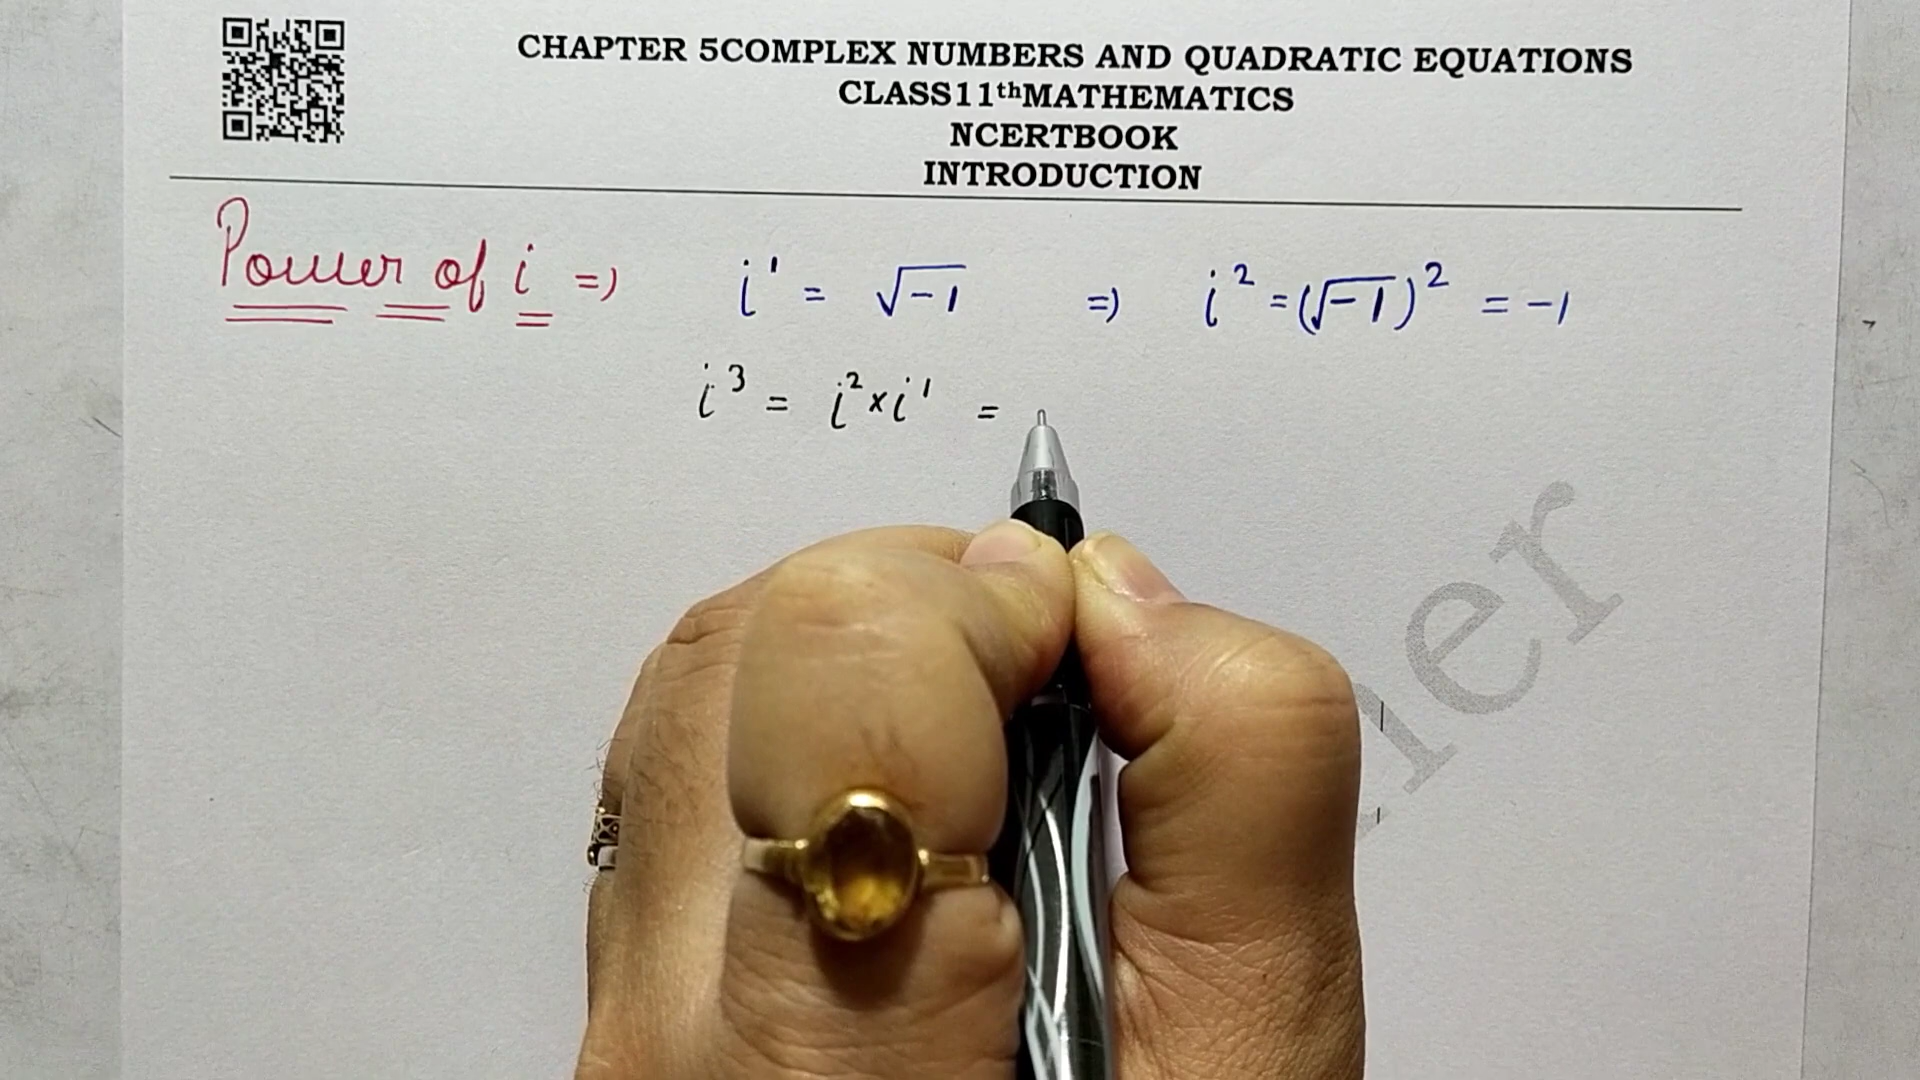 CHAPTER 5COMPLEX NUMBERS AND QUADRATIC EQUATIONS
CLASS11thMATHEMATICS
NCERTBOOK
INTRODUCTION
Power of i ⇒ i¹ = √-1 ⇒ i² = (√-1)² = -1
i³ = i² × i¹ =
her